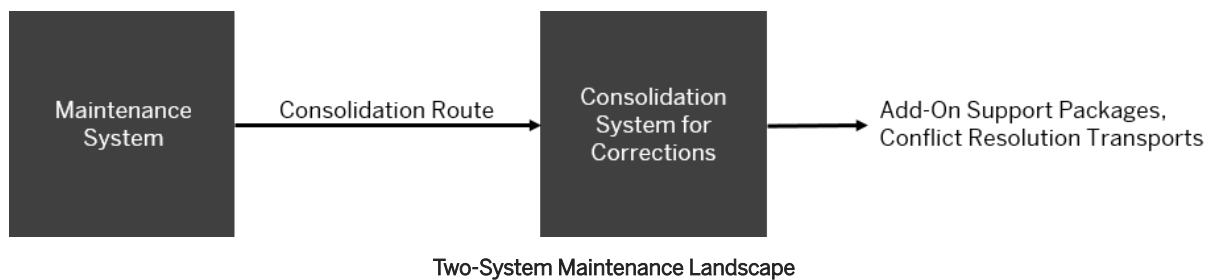 Maintenance
System
Consolidation Route
Consolidation
System for
Corrections
Add-On Support Packages,
Conflict Resolution Transports
Two-System Maintenance Landscape